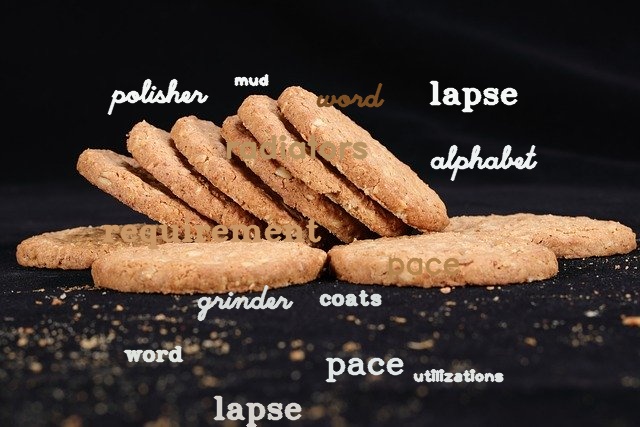 mud
polisher
word
lapse
radiators
alphabet
requirement
pace
grinder
coats
word
pace
utilizations
lapse